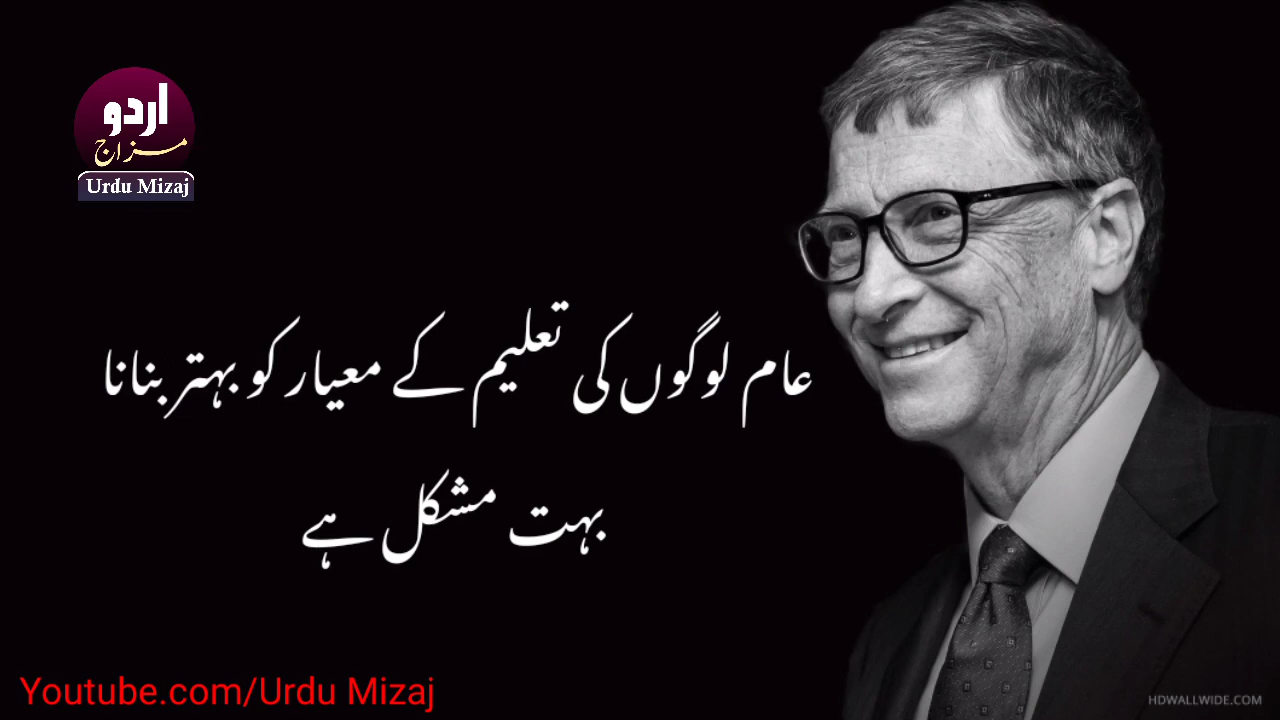 اردو
مزاج
Urdu Mizaj
عام لوگوں کی تعلیم کے معیار کو بہتر بنانا
بہت مشکل ہے
Youtube.com/Urdu Mizaj
HDWALLWIDE.COM